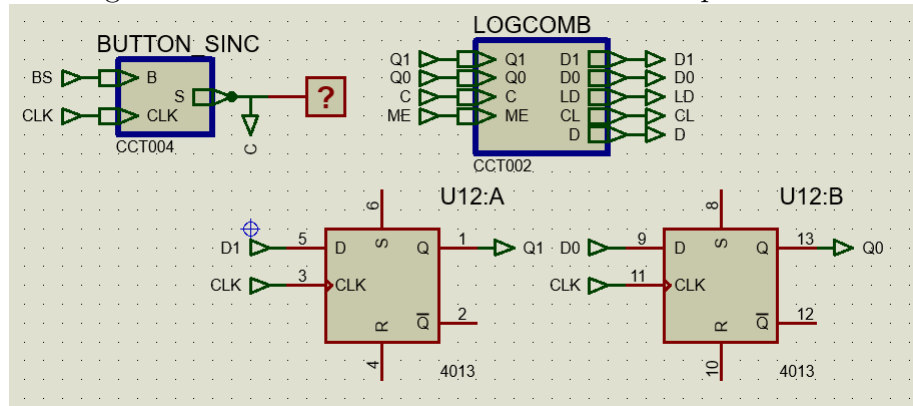 BUTTON_SINC
BS
B
S
CLK
CLK
CCT004
?
C
LOGCOMB
Q1
Q0
C
ME
Q1
Q0
C
ME
D1
D0
LD
CL
D
D1
D0
LD
CL
D
CCT002
U12:A
6
S
D1
5
D
Q
1
Q1
CLK
3
CLK
Q
2
R
4
4013
U12:B
8
S
D0
9
D
Q
13
Q0
CLK
11
CLK
Q
12
R
10
4013